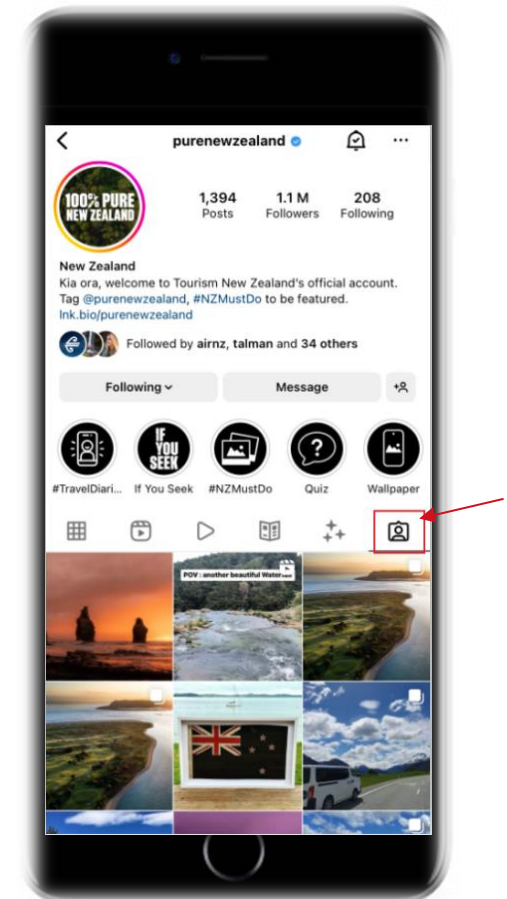 purenewzealand
100% PURE
NEW ZEALAND
1,394
Posts
1.1 M
Followers
208
Following
New Zealand
Kia ora, welcome to Tourism New Zealand's official account.
Tag @purenewzealand, #NZMustDo to be featured.
lnk.bio/purenewzealand
Followed by airnz, talman and 34 others
Following
Message
IF
YOU
SEEK
?
#TravelDiari...
If You Seek
#NZMustDo
Quiz
Wallpaper
POV : another beautiful Water